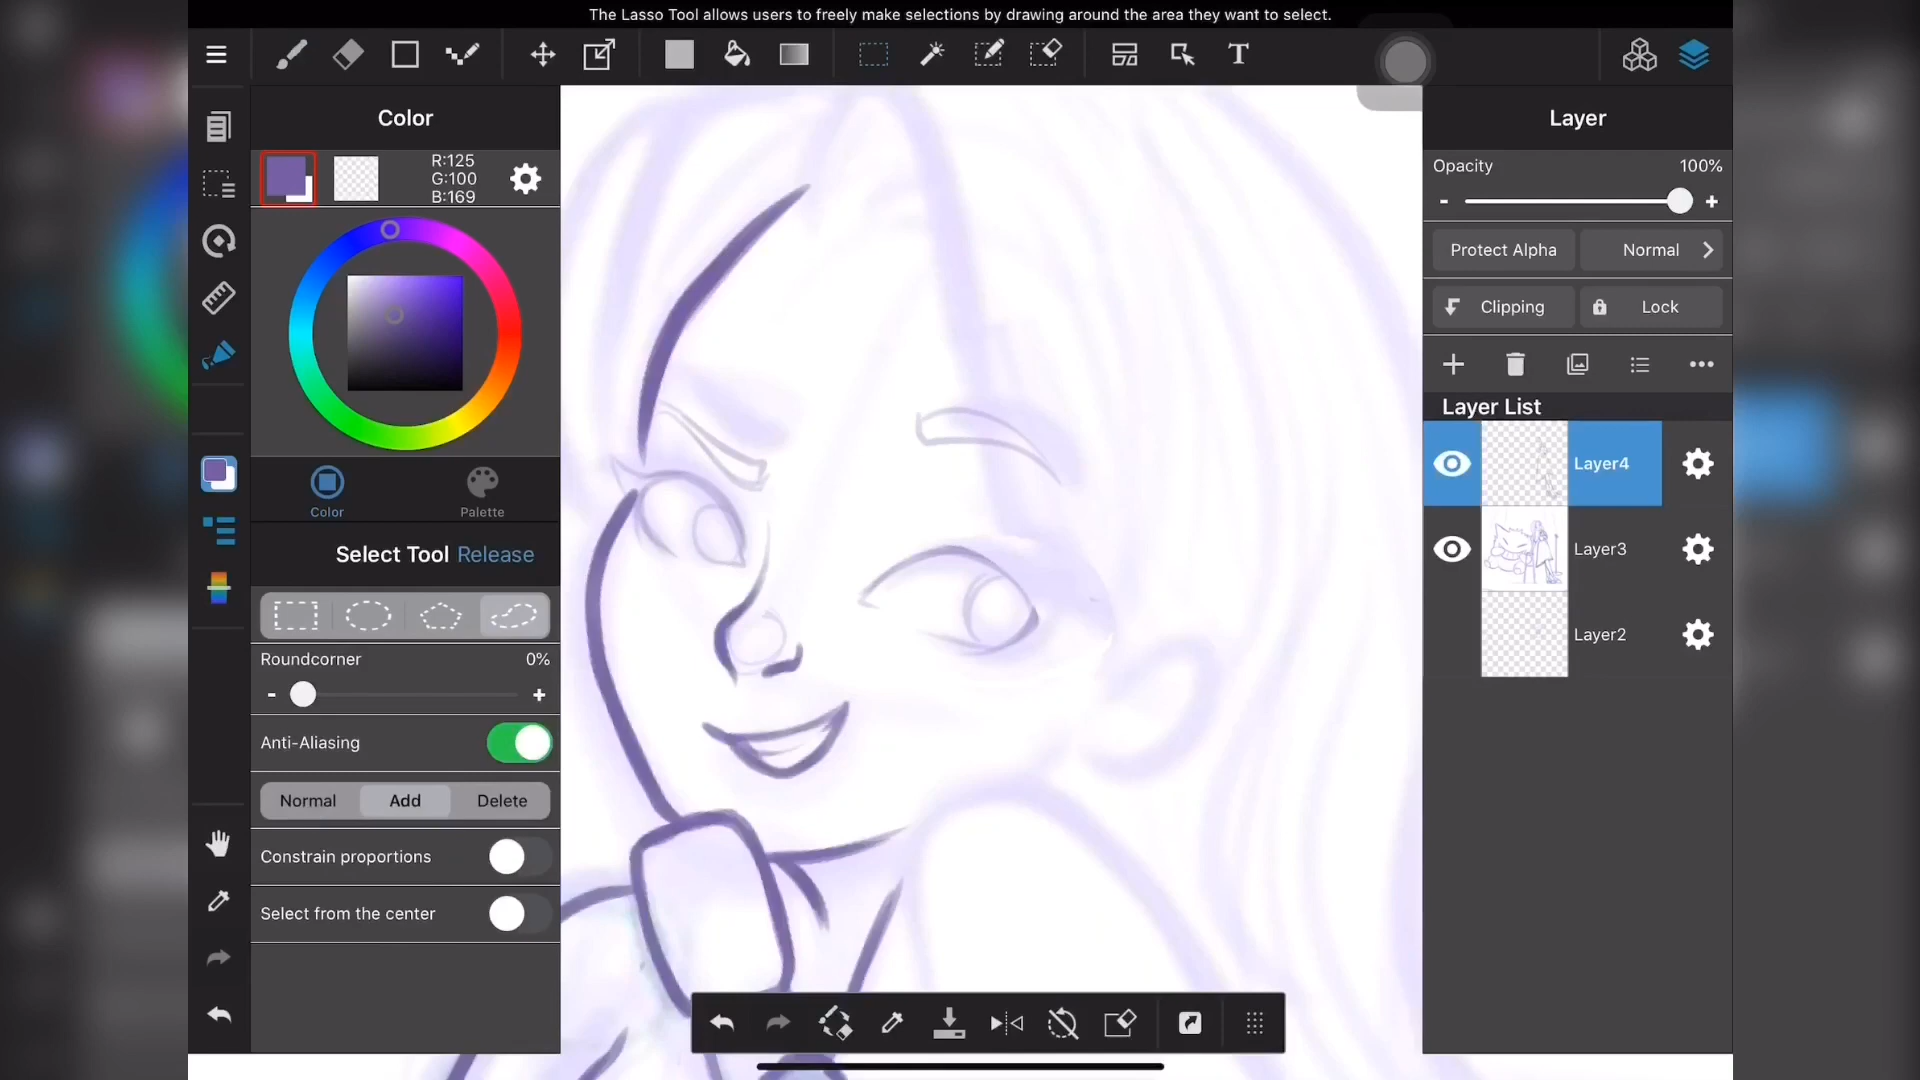 The Lasso Tool allows users to freely make selections by drawing around the area they want to select.
T
Color
R:125
G:100
B:169
Color
Palette
Select Tool Release
Roundcorner 0%
- +
Anti-Aliasing
Normal Add Delete
Constrain proportions
Select from the center
Layer
Opacity 100%
- +
Protect Alpha Normal
Clipping Lock
Layer List
Layer4
Layer3
Layer2